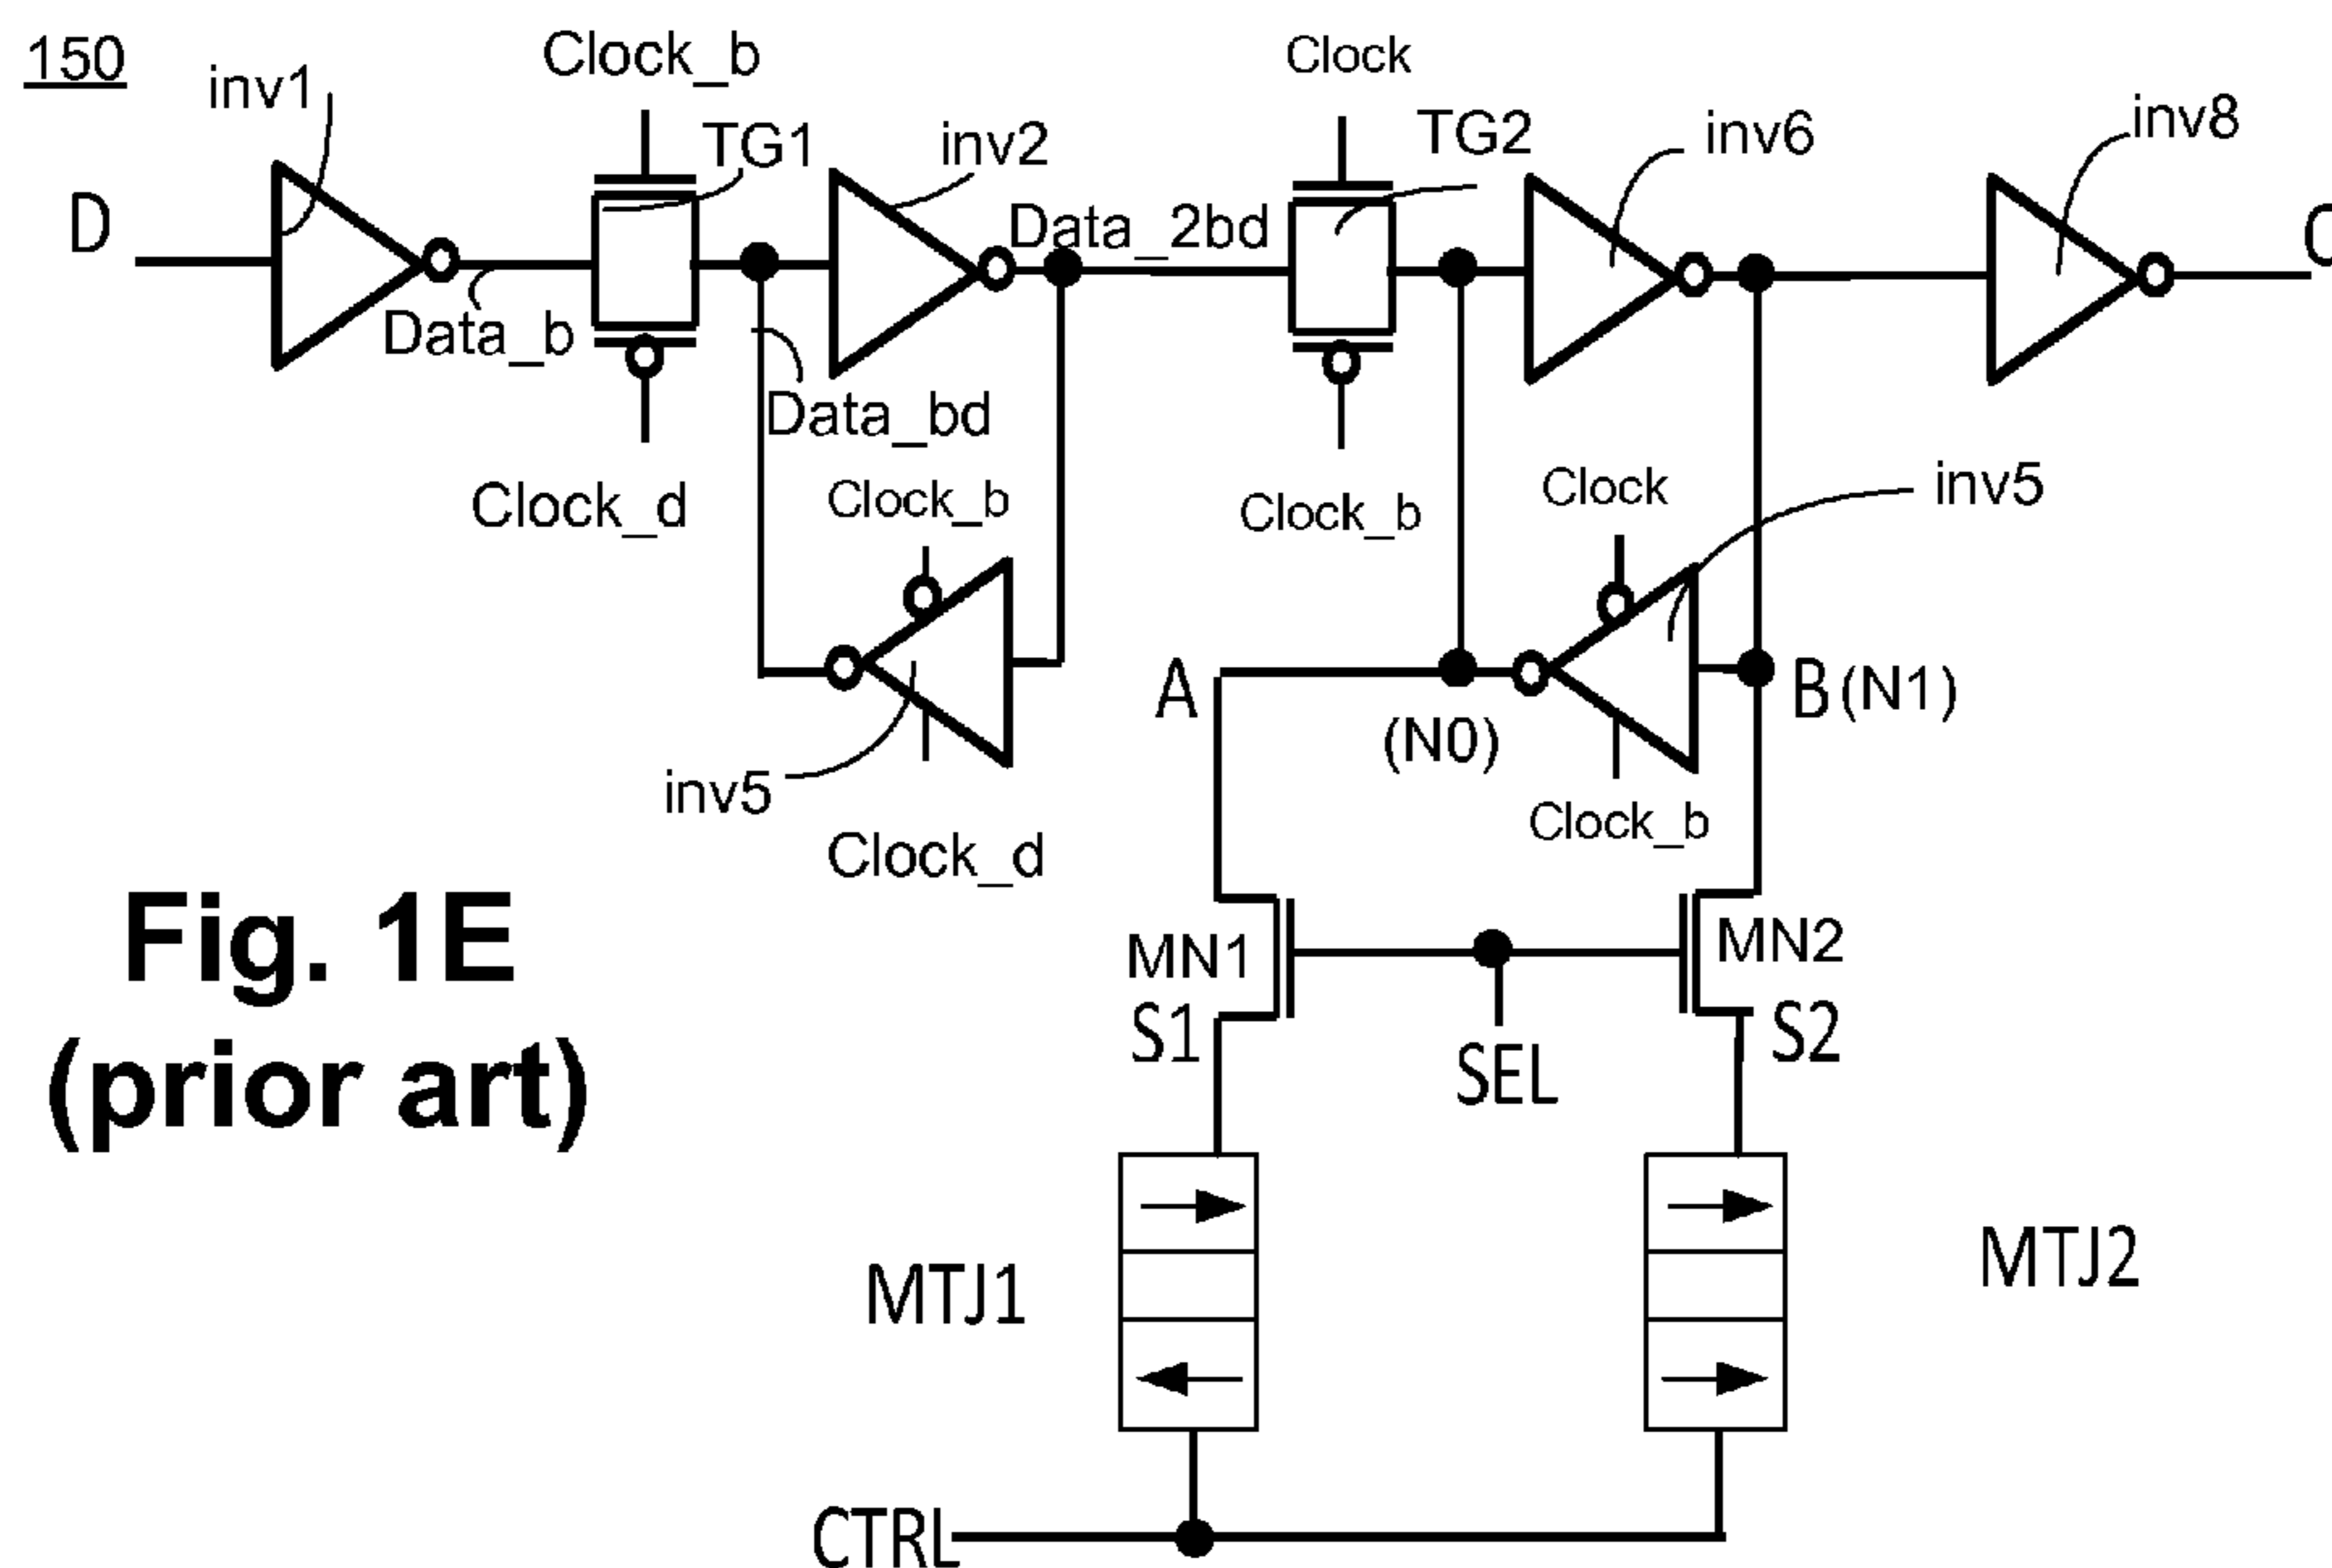 150
inv1
Clock_b
Clock
TG1
inv2
TG2
inv6
inv8
D
Data_2bd
Data_b
Data_bd
Clock_d
Clock_b
Clock_b
Clock
inv5
A
(N0)
B (N1)
inv5
Clock_d
Clock_b
Fig. 1E
(prior art)
MN1
MN2
S1
SEL
S2
MTJ1
MTJ2
CTRL